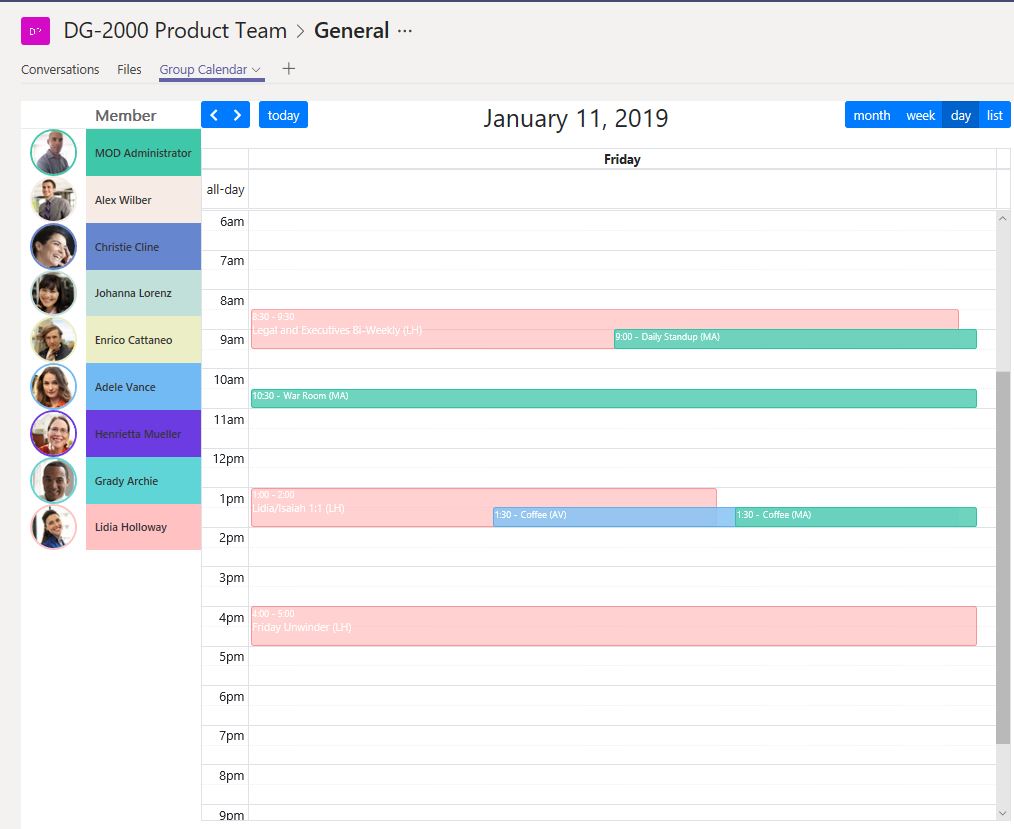 DP DG-2000 Product Team > General ···
Conversations Files Group Calendar +
Member
MOD Administrator
Alex Wilber
Christie Cline
Johanna Lorenz
Enrico Cattaneo
Adele Vance
Henrietta Mueller
Grady Archie
Lidia Holloway
< > today
January 11, 2019
month week day list
Friday
all-day
6am
7am
8am
8:30 - 9:30
Legal and Executives Bi-Weekly (LH)
9am
9:00 - Daily Standup (MA)
10am
10:30 - War Room (MA)
11am
12pm
1pm
1:00 - 2:00
Lidia/Isaiah 1:1 (LH)
1:30 - Coffee (AV)
1:30 - Coffee (MA)
2pm
3pm
4pm
4:00 - 5:00
Friday Unwinder (LH)
5pm
6pm
7pm
8pm
9pm